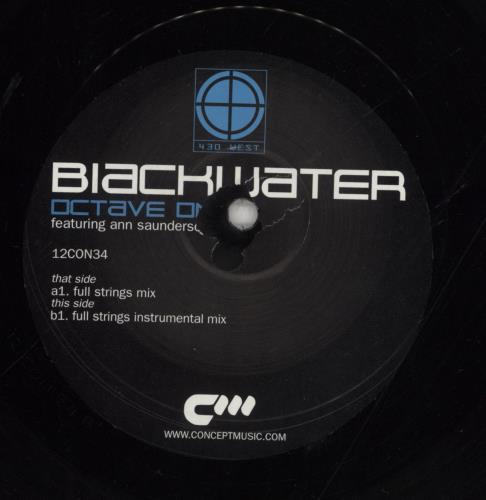 430 WEST
Blackwater
octave on
featuring ann saunders
12CON34
that side
a1. full strings mix
this side
b1. full strings instrumental mix
WWW.CONCEPTMUSIC.COM